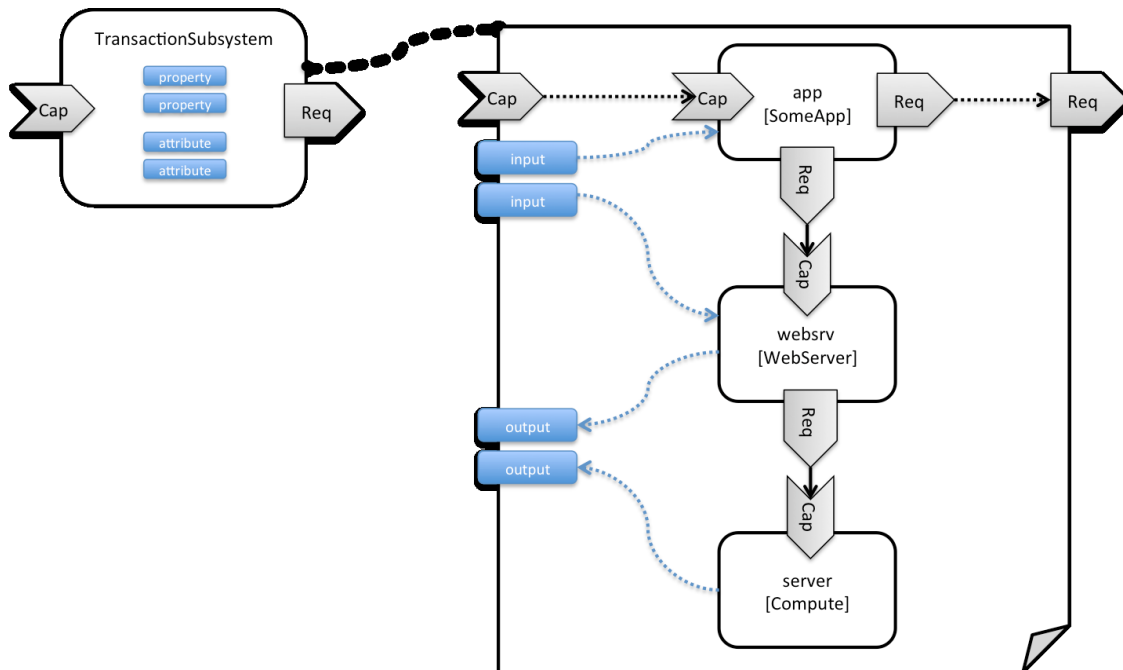 TransactionSubsystem
property
property
attribute
attribute
Cap
Req
Cap
Cap
app
[SomeApp]
Req
Req
input
input
Req
Cap
websrv
[WebServer]
Req
output
output
Cap
server
[Compute]